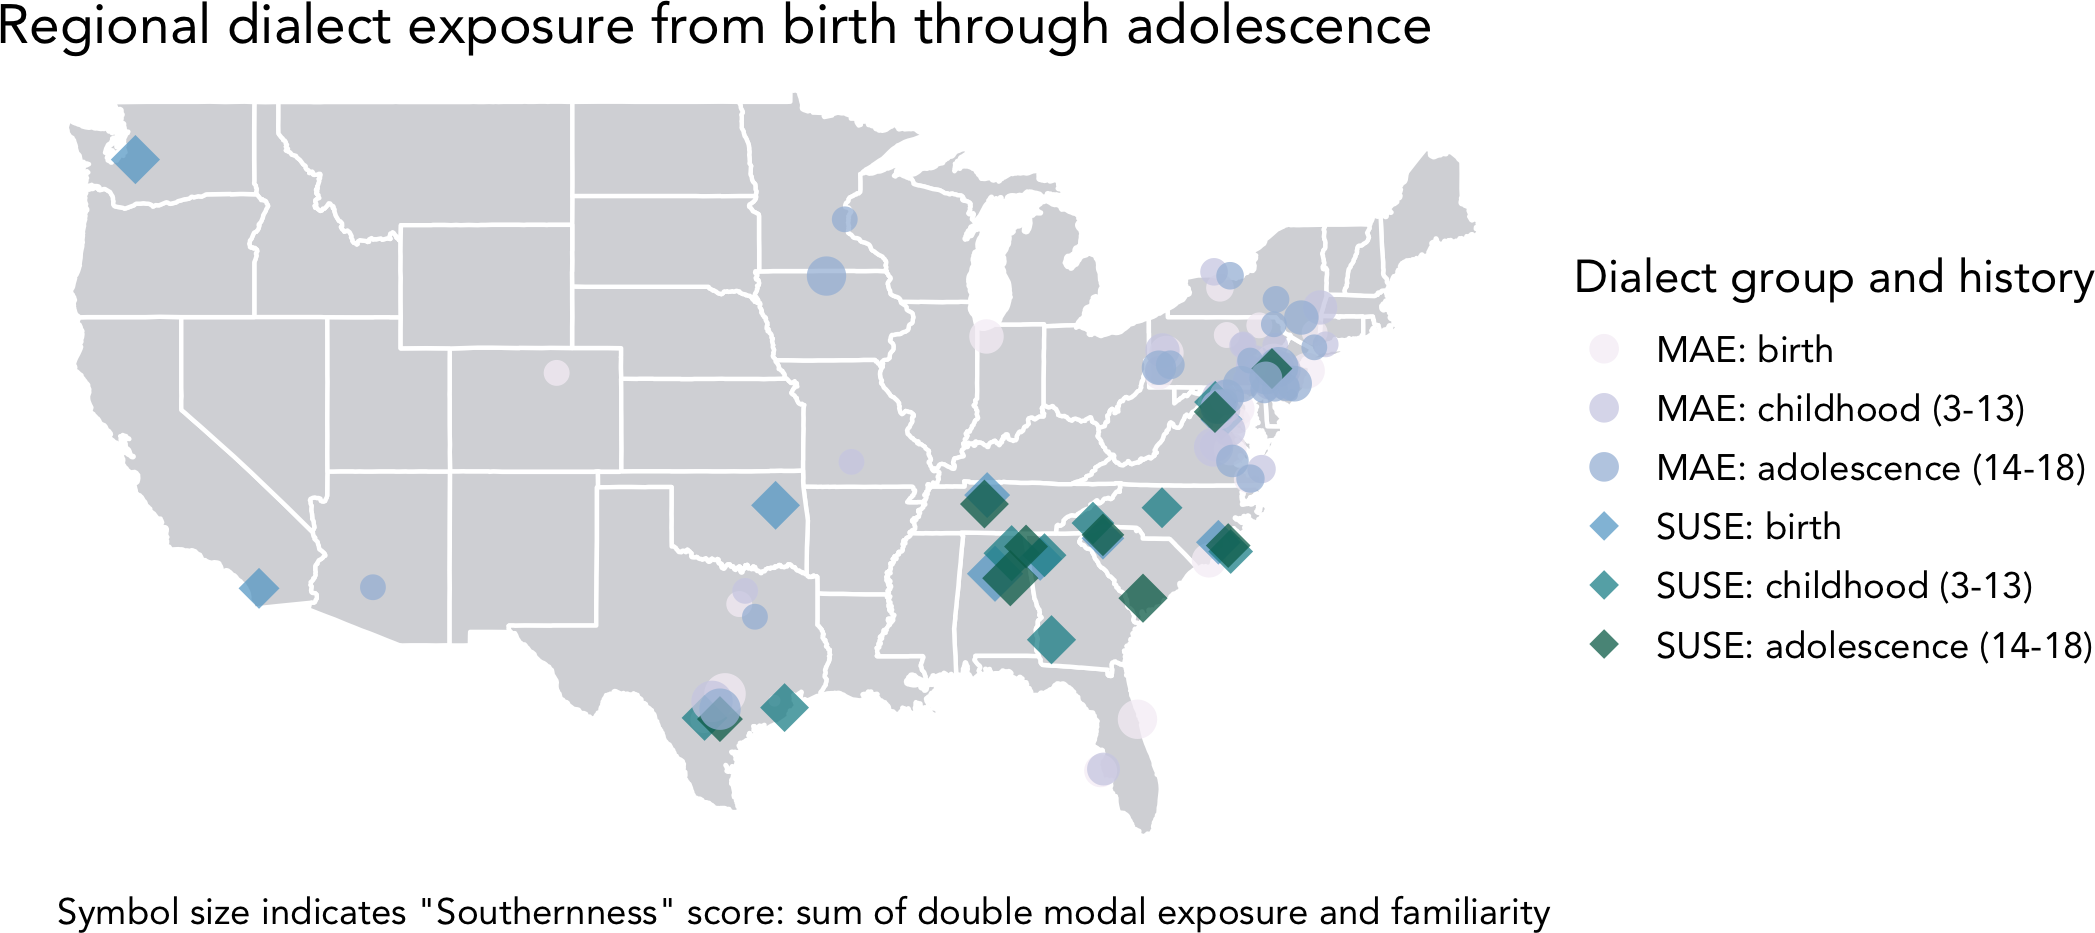 Regional dialect exposure from birth through adolescence
Dialect group and history
MAE: birth
MAE: childhood (3-13)
MAE: adolescence (14-18)
SUSE: birth
SUSE: childhood (3-13)
SUSE: adolescence (14-18)
Symbol size indicates "Southernness" score: sum of double modal exposure and familiarity